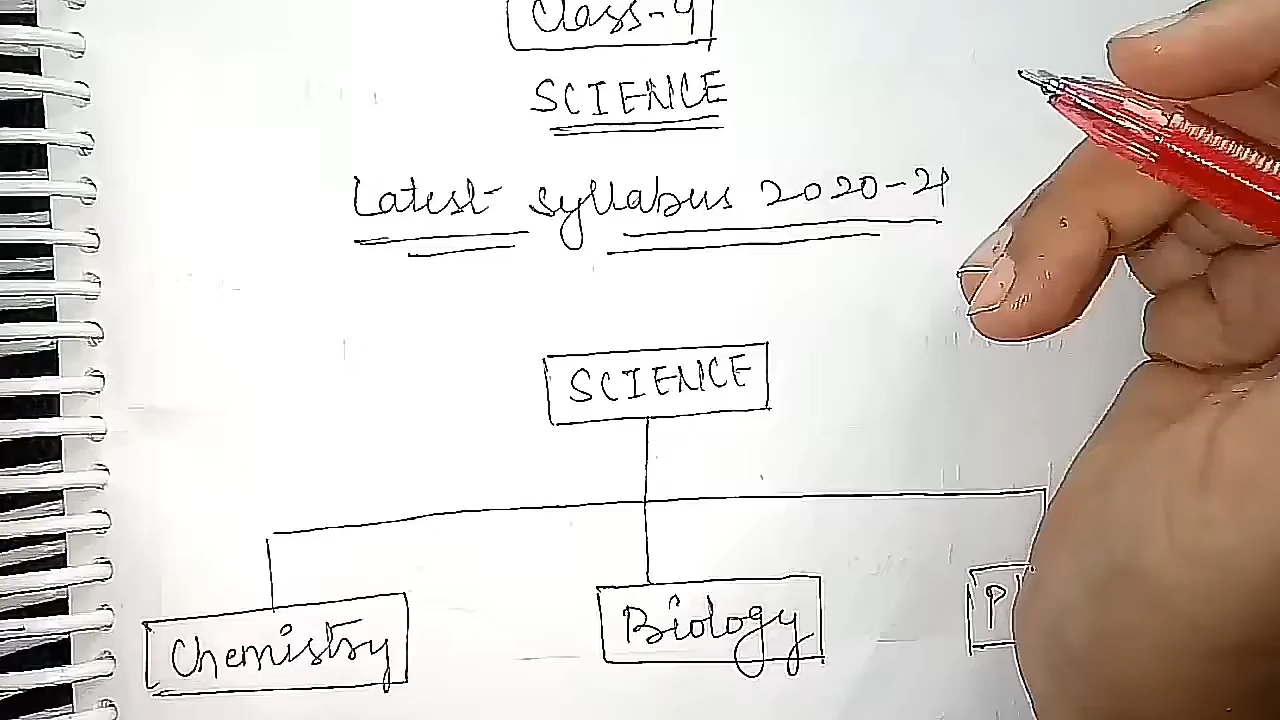 Class-9
SCIENCE
Latest syllabus 2020-21
SCIENCE
Chemistry Biology P